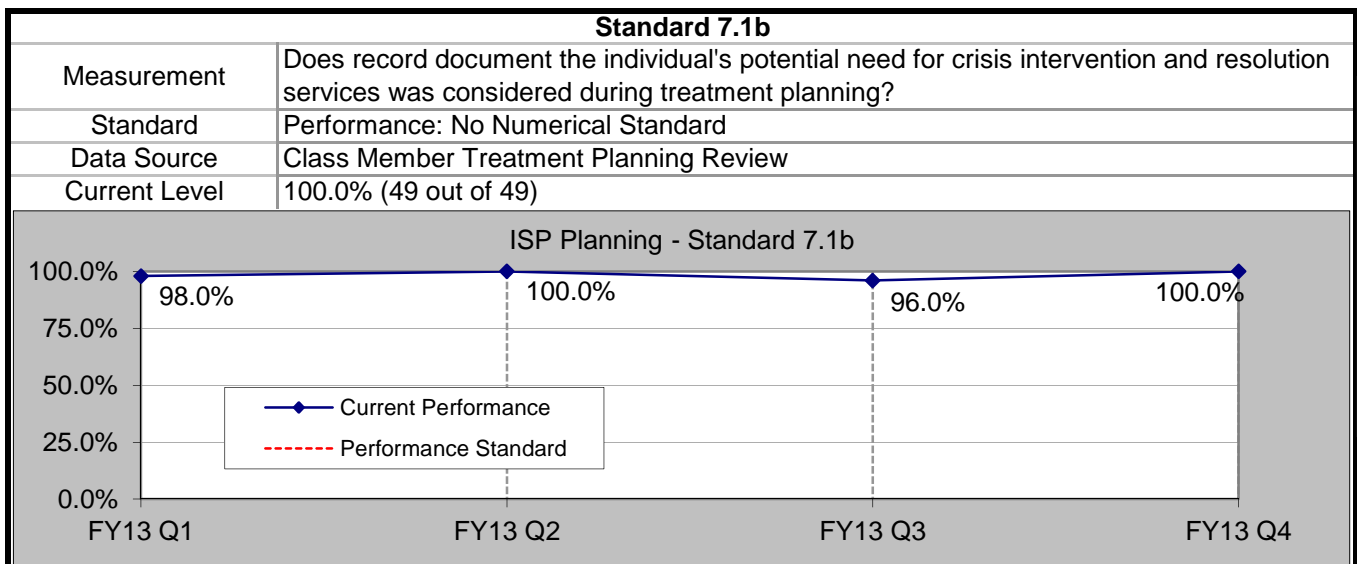 Standard 7.1b
Measurement
Does record document the individual's potential need for crisis intervention and resolution
services was considered during treatment planning?
Standard
Performance: No Numerical Standard
Data Source
Class Member Treatment Planning Review
Current Level
100.0% (49 out of 49)
ISP Planning - Standard 7.1b
100.0%
75.0%
50.0%
25.0%
0.0%
98.0%
100.0%
96.0%
100.0%
Current Performance
Performance Standard
FY13 Q1
FY13 Q2
FY13 Q3
FY13 Q4